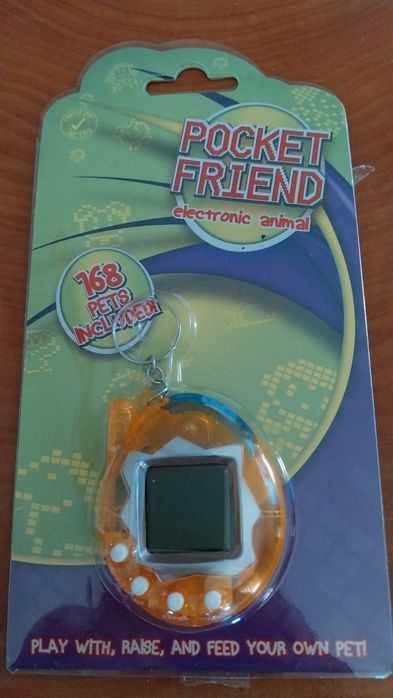 POCKET
FRIEND
electronic animal
168
PETS
INCLUDED!
PLAY WITH, RAISE, AND FEED YOUR OWN PET!